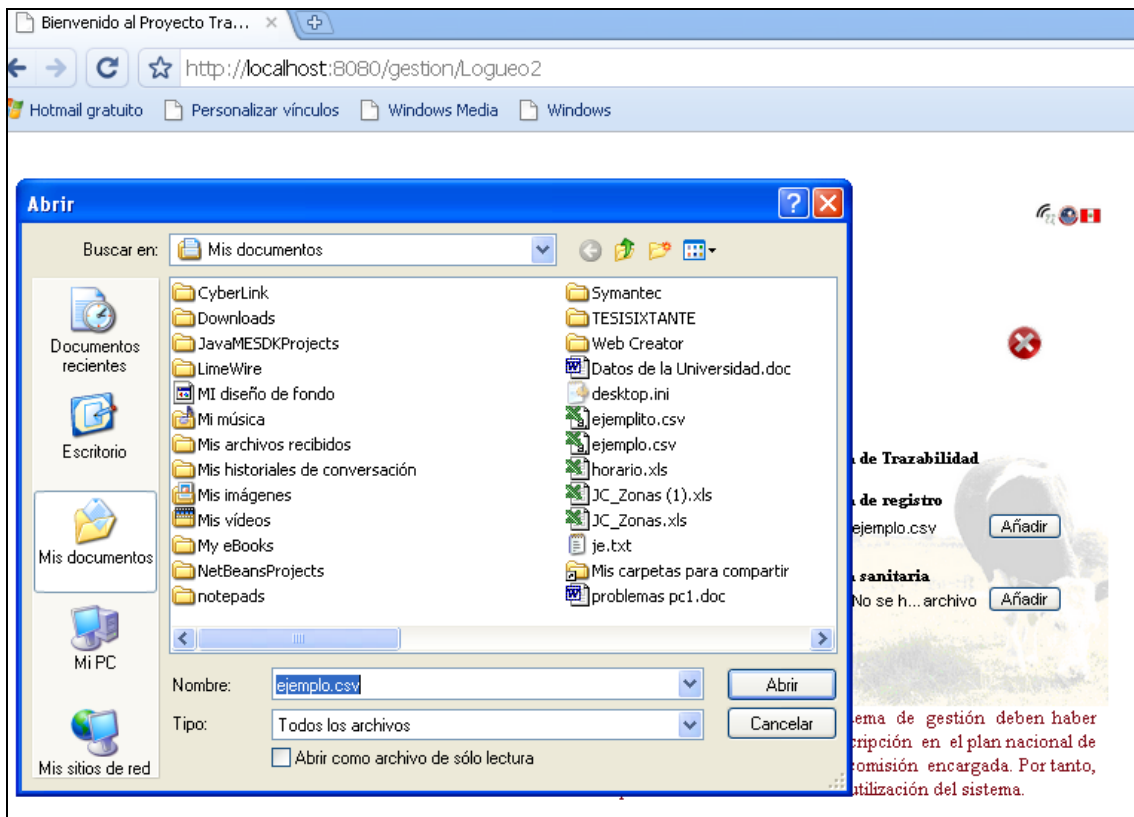 Bienvenido al Proyecto Tra...
http://localhost:8080/gestion/Logueo2
Hotmail gratuito
Personalizar vínculos
Windows Media
Windows
Abrir
Buscar en:
Mis documentos
Documentos recientes
Escritorio
Mis documentos
Mi PC
Mis sitios de red
CyberLink
Downloads
JavaMESDKProjects
LimeWire
MI diseño de fondo
Mi música
Mis archivos recibidos
Mis historiales de conversación
Mis imágenes
Mis vídeos
My eBooks
NetBeansProjects
notepads
Symantec
TESISIXTANTE
Web Creator
Datos de la Universidad.doc
desktop.ini
ejemplito.csv
ejemplo.csv
horario.xls
JC_Zonas (1).xls
JC_Zonas.xls
je.txt
Mis carpetas para compartir
problemas pc1.doc
Nombre:
ejemplo.csv
Abrir
Tipo:
Todos los archivos
Cancelar
Abrir como archivo de sólo lectura
de Trazabilidad
de registro
ejemplo.csv
Añadir
sanitaria
No se h... archivo
Añadir
ema de gestión deben haber
cripción en el plan nacional de
omisión encargada. Por tanto,
utilización del sistema.